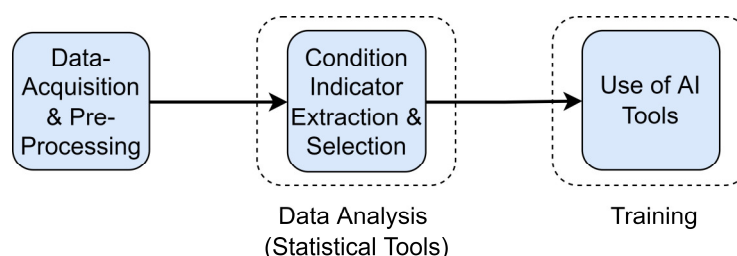 Data-
Acquisition
& Pre-
Processing
Condition
Indicator
Extraction &
Selection
Use of AI
Tools
Data Analysis
(Statistical Tools)
Training